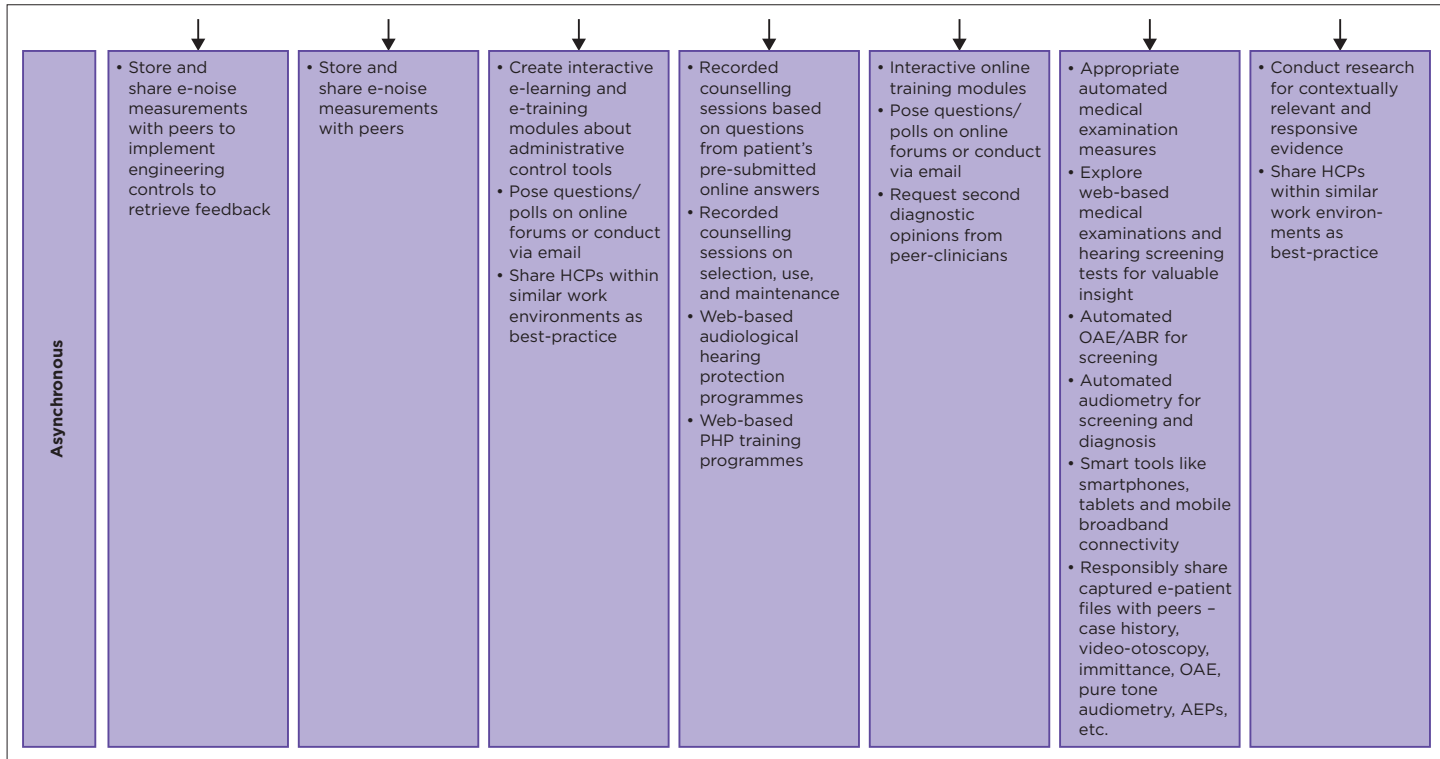 Asynchronous
• Store and
share e-noise
measurements
with peers to
implement
engineering
controls to
retrieve feedback
• Store and
share e-noise
measurements
with peers
• Create interactive
e-learning and
e-training
modules about
administrative
control tools
• Pose questions/
polls on online
forums or conduct
via email
• Share HCPs within
similar work
environments as
best-practice
• Recorded
counselling
sessions based
on questions
from patient’s
pre-submitted
online answers
• Recorded
counselling
sessions on
selection, use,
and maintenance
• Web-based
audiological
hearing
protection
programmes
• Web-based
PHP training
programmes
• Interactive online
training modules
• Pose questions/
polls on online
forums or conduct
via email
• Request second
diagnostic
opinions from
peer-clinicians
• Appropriate
automated
medical
examination
measures
• Explore
web-based
medical
examinations and
hearing screening
tests for valuable
insight
• Automated
OAE/ABR for
screening
• Automated
audiometry for
screening and
diagnosis
• Smart tools like
smartphones,
tablets and mobile
broadband
connectivity
• Responsibly share
captured e-patient
files with peers –
case history,
video-otoscopy,
immittance, OAE,
pure tone
audiometry, AEPs,
etc.
• Conduct research
for contextually
relevant and
responsive
evidence
• Share HCPs
within similar
work environ-
ments as
best-practice